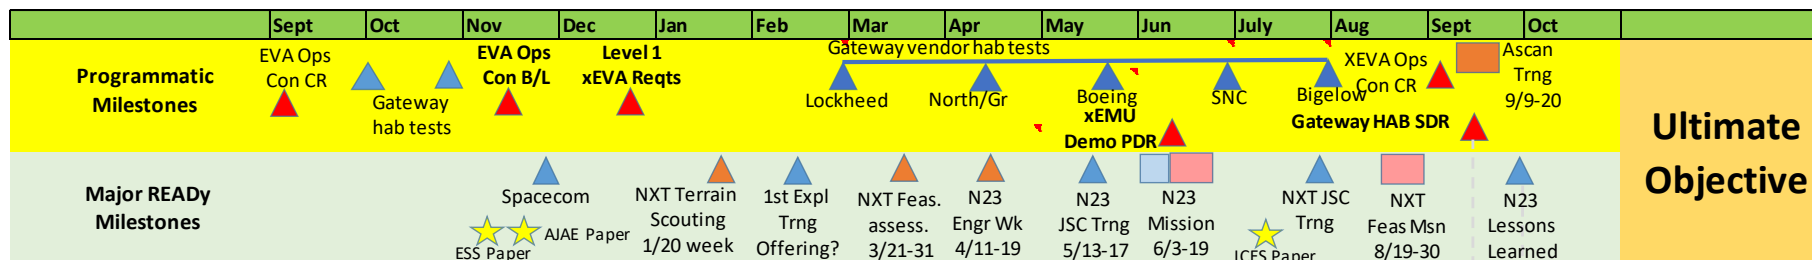 Sept Oct Nov Dec Jan Feb Mar Apr May Jun July Aug Sept Oct
Programmatic
Milestones
EVA Ops
Con CR
Gateway
hab tests
EVA Ops
Con B/L
Level 1
xEVA Reqts
Gateway vendor hab tests
Lockheed
North/Gr
Boeing
SNC
Bigelow
xEMU
Demo PDR
XEVA Ops
Con CR
Gateway HAB SDR
Ascan
Trng
9/9-20
Ultimate
Objective
Major READy
Milestones
Spacecom
ESS Paper
AJAE Paper
NXT Terrain
Scouting
1/20 week
1st Expl
Trng
Offering?
NXT Feas.
assess.
3/21-31
N23
Engr Wk
4/11-19
N23
JSC Trng
5/13-17
N23
Mission
6/3-19
ICES Paper
NXT JSC
Trng
NXT
Feas Msn
8/19-30
N23
Lessons
Learned